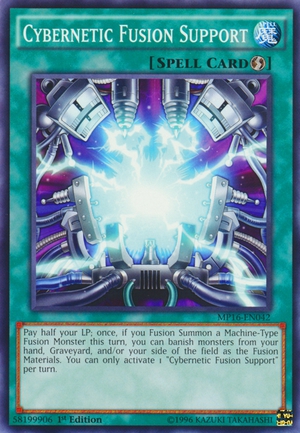 CYBERNETIC FUSION SUPPORT
魔
[SPELL CARD]
MP16-EN042
Pay half your LP; once, if you Fusion Summon a Machine-Type
Fusion Monster this turn, you can banish monsters from your
hand, Graveyard, and/or your side of the field as the Fusion
Materials. You can only activate 1 "Cybernetic Fusion Support"
per turn.
58199906 1st Edition ©1996 KAZUKI TAKAHASHI